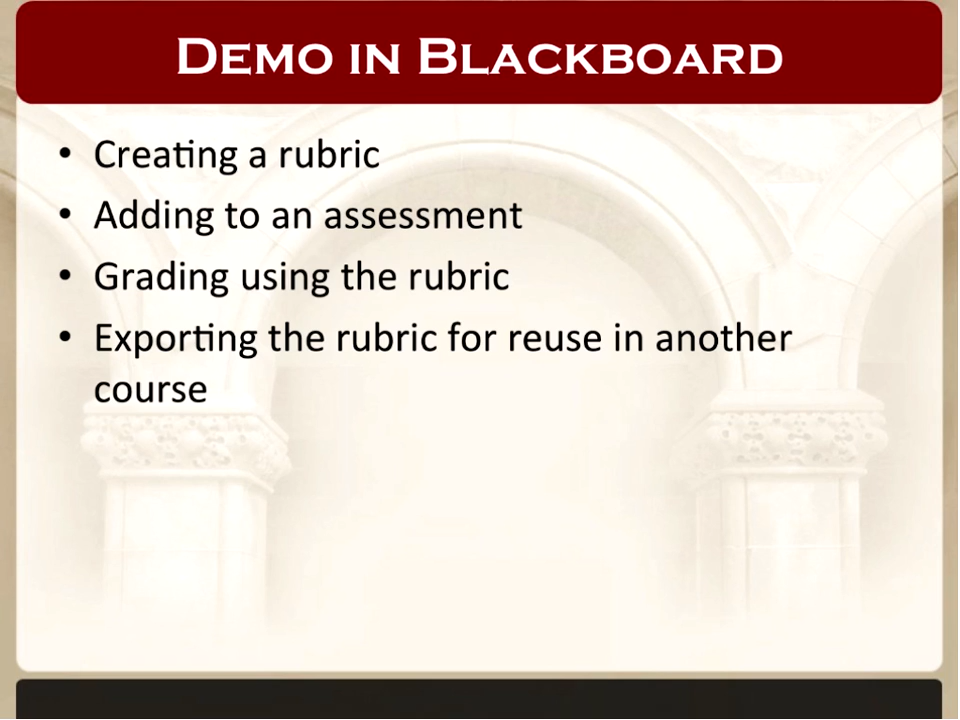 Demo in Blackboard
• Creating a rubric
• Adding to an assessment
• Grading using the rubric
• Exporting the rubric for reuse in another
course